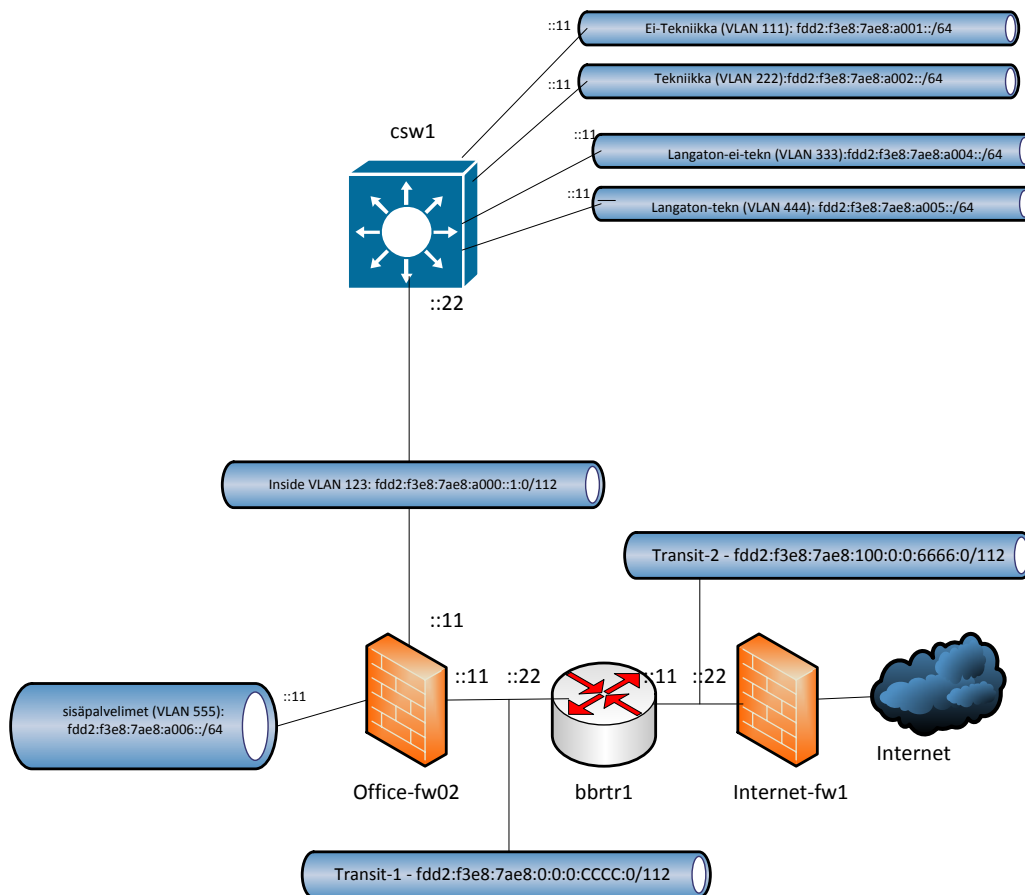 ::11
Ei-Tekniikka (VLAN 111): fdd2:f3e8:7ae8:a001::/64
::11
Tekniikka (VLAN 222):fdd2:f3e8:7ae8:a002::/64
csw1
::11
Langaton-ei-tekn (VLAN 333):fdd2:f3e8:7ae8:a004::/64
::11
Langaton-tekn (VLAN 444): fdd2:f3e8:7ae8:a005::/64
::22
Inside VLAN 123: fdd2:f3e8:7ae8:a000::1:0/112
Transit-2 - fdd2:f3e8:7ae8:100:0:0:6666:0/112
::11
::11
::22
::11
::22
::11
sisäpalvelimet (VLAN 555):
fdd2:f3e8:7ae8:a006::/64
Internet
Office-fw02
bbrtr1
Internet-fw1
Transit-1 - fdd2:f3e8:7ae8:0:0:0:CCCC:0/112